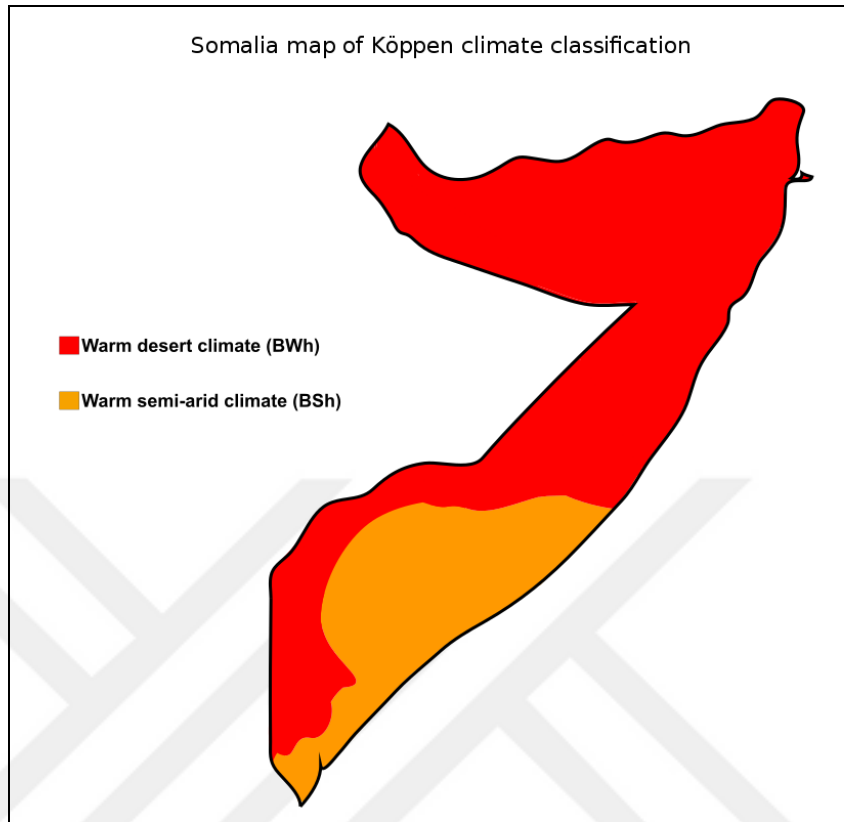 Somalia map of Köppen climate classification
Warm desert climate (BWh)
Warm semi-arid climate (BSh)